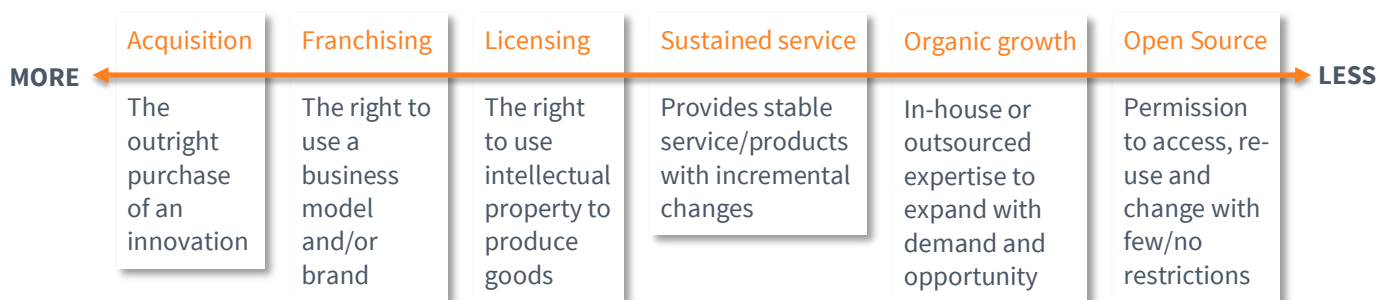 MORE
Acquisition
The
outright
purchase
of an
innovation
Franchising
The right to
use a
business
model
and/or
brand
Licensing
The right
to use
intellectual
property to
produce
goods
Sustained service
Provides stable
service/products
with incremental
changes
Organic growth
In-house or
outsourced
expertise to
expand with
demand and
opportunity
Open Source
Permission
to access, re-
use and
change with
few/no
restrictions
LESS